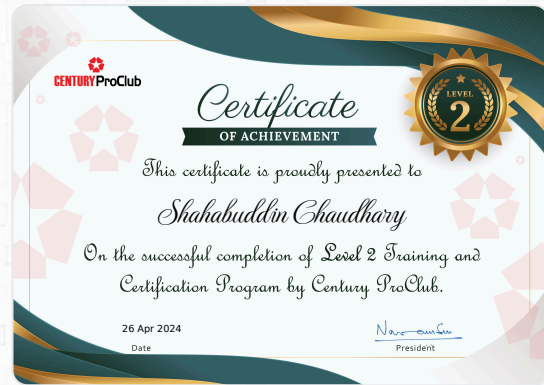 CENTURY ProClub
LEVEL
2
Certificate
OF ACHIEVEMENT
This certificate is proudly presented to
Shahabuddin Chaudhary
On the successful completion of Level 2 Training and
Certification Program by Century ProClub.
26 Apr 2024
Date
President